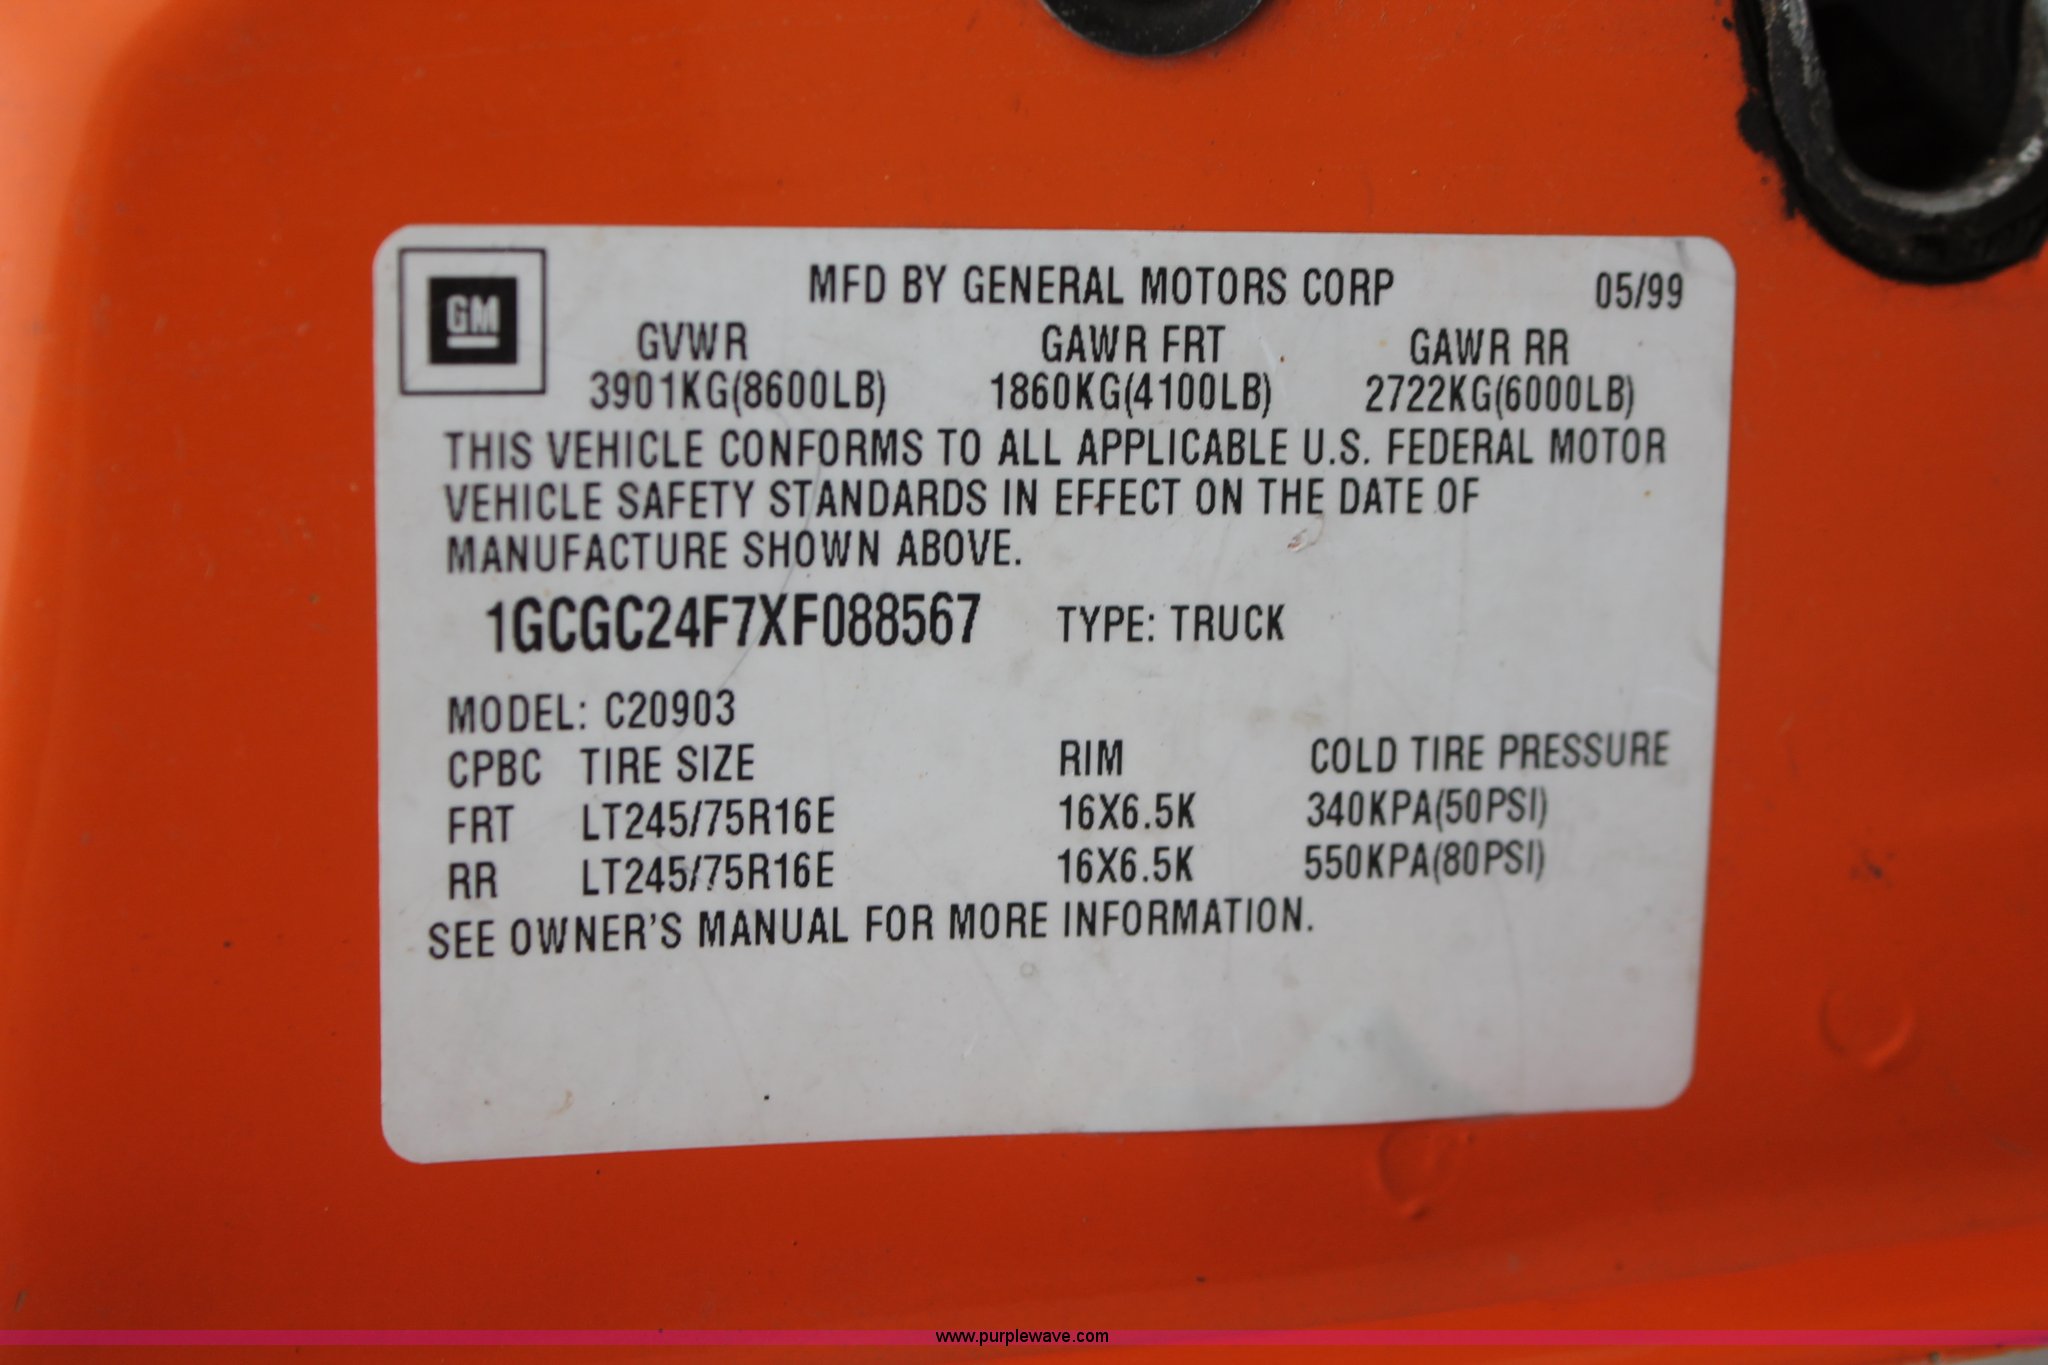 GM
MFD BY GENERAL MOTORS CORP 05/99
GVWR GAWR FRT GAWR RR
3901KG(8600LB) 1860KG(4100LB) 2722KG(6000LB)
THIS VEHICLE CONFORMS TO ALL APPLICABLE U.S. FEDERAL MOTOR
VEHICLE SAFETY STANDARDS IN EFFECT ON THE DATE OF
MANUFACTURE SHOWN ABOVE.
1GCGC24F7XF088567 TYPE: TRUCK
MODEL: C20903
CPBC TIRE SIZE RIM COLD TIRE PRESSURE
FRT LT245/75R16E 16X6.5K 340KPA(50PSI)
RR LT245/75R16E 16X6.5K 550KPA(80PSI)
SEE OWNER'S MANUAL FOR MORE INFORMATION.
www.purplewave.com